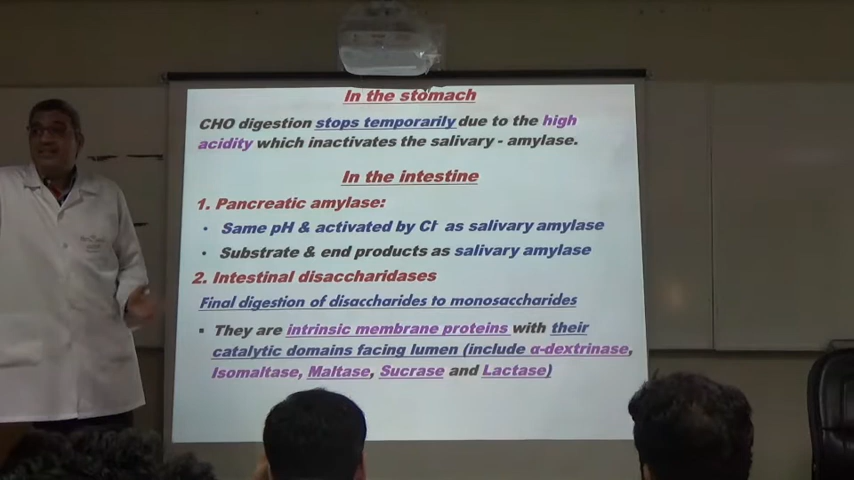 In the stomach
CHO digestion stops temporarily due to the high
acidity which inactivates the salivary - amylase.
In the intestine
1. Pancreatic amylase:
• Same pH & activated by Cl- as salivary amylase
• Substrate & end products as salivary amylase
2. Intestinal disaccharidases
Final digestion of disaccharides to monosaccharides
▪ They are intrinsic membrane proteins with their
catalytic domains facing lumen (include α-dextrinase,
Isomaltase, Maltase, Sucrase and Lactase)